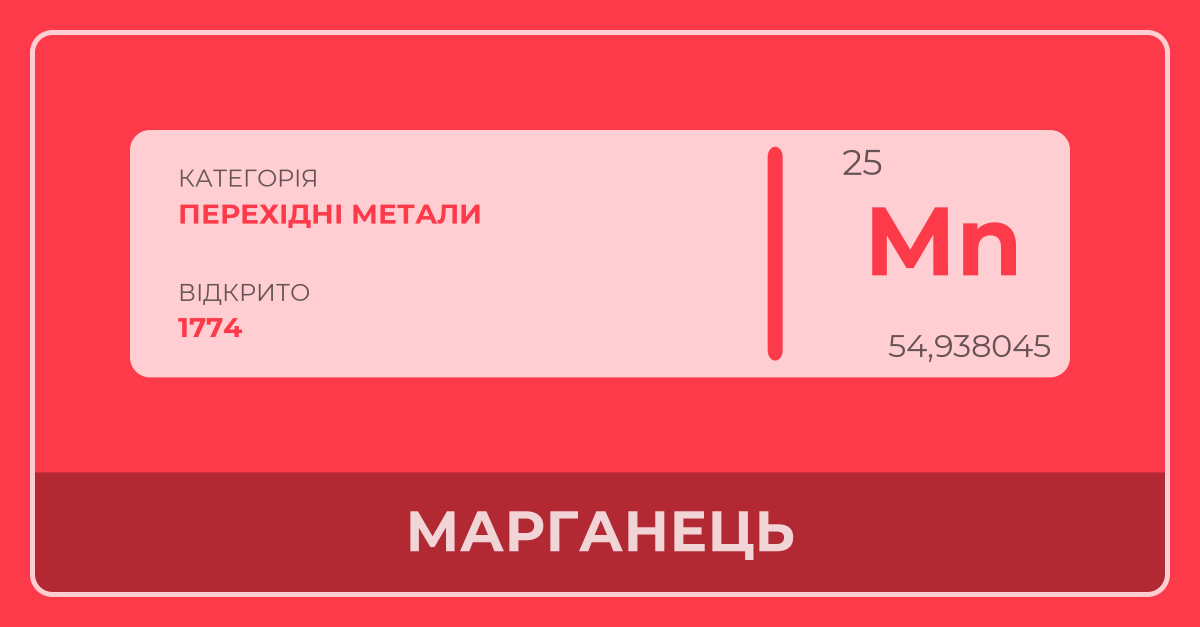 КАТЕГОРІЯ
ПЕРЕХІДНІ МЕТАЛИ
ВІДКРИТО
1774
25
Mn
54,938045
МАРГАНЕЦЬ